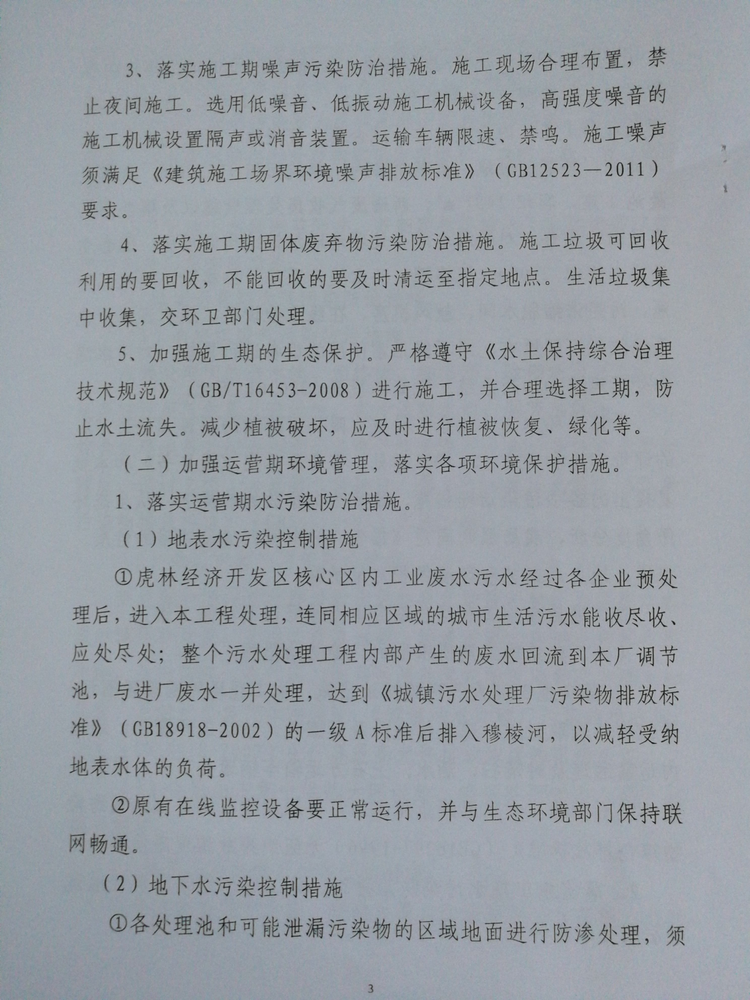 3、落实施工期噪声污染防治措施。施工现场合理布置，禁
止夜间施工。选用低噪音、低振动施工机械设备，高强度噪音的
施工机械设置隔声或消音装置。运输车辆限速、禁鸣。施工噪声
须满足《建筑施工场界环境噪声排放标准》（GB12523—2011）
要求。
4、落实施工期固体废弃物污染防治措施。施工垃圾可回收
利用的要回收，不能回收的要及时清运至指定地点。生活垃圾集
中收集，交环卫部门处理。
5、加强施工期的生态保护。严格遵守《水土保持综合治理
技术规范》（GB/T16453-2008）进行施工，并合理选择工期，防
止水土流失。减少植被破坏，应及时进行植被恢复、绿化等。
（二）加强运营期环境管理，落实各项环境保护措施。
1、落实运营期水污染防治措施。
（1）地表水污染控制措施
①虎林经济开发区核心区内工业废水污水经过各企业预处
理后，进入本工程处理，连同相应区域的城市生活污水能收尽收、
应处尽处；整个污水处理工程内部产生的废水回流到本厂调节
池，与进厂废水一并处理，达到《城镇污水处理厂污染物排放标
准》（GB18918-2002）的一级 A 标准后排入穆棱河，以减轻受纳
地表水体的负荷。
②原有在线监控设备要正常运行，并与生态环境部门保持联
网畅通。
（2）地下水污染控制措施
①各处理池和可能泄漏污染物的区域地面进行防渗处理，须
3